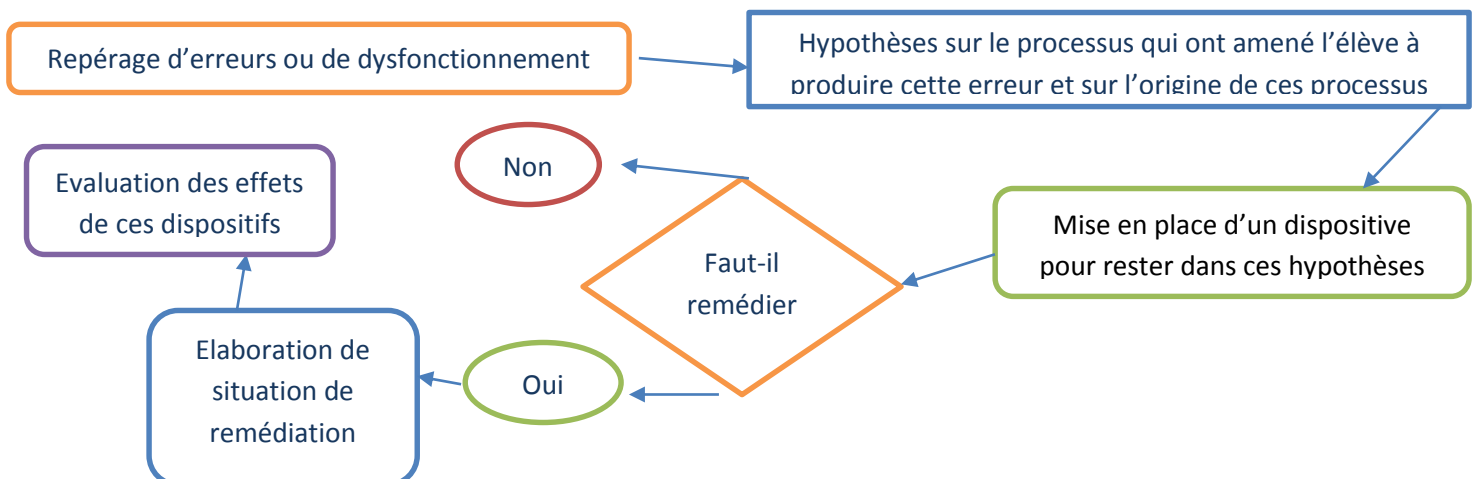 Repérage d'erreurs ou de dysfonctionnement
Hypothèses sur le processus qui ont amené l'élève à
produire cette erreur et sur l'origine de ces processus
Mise en place d'un dispositive
pour rester dans ces hypothèses
Faut-il
remédier
Non
Oui
Elaboration de
situation de
remédiation
Evaluation des effets
de ces dispositifs